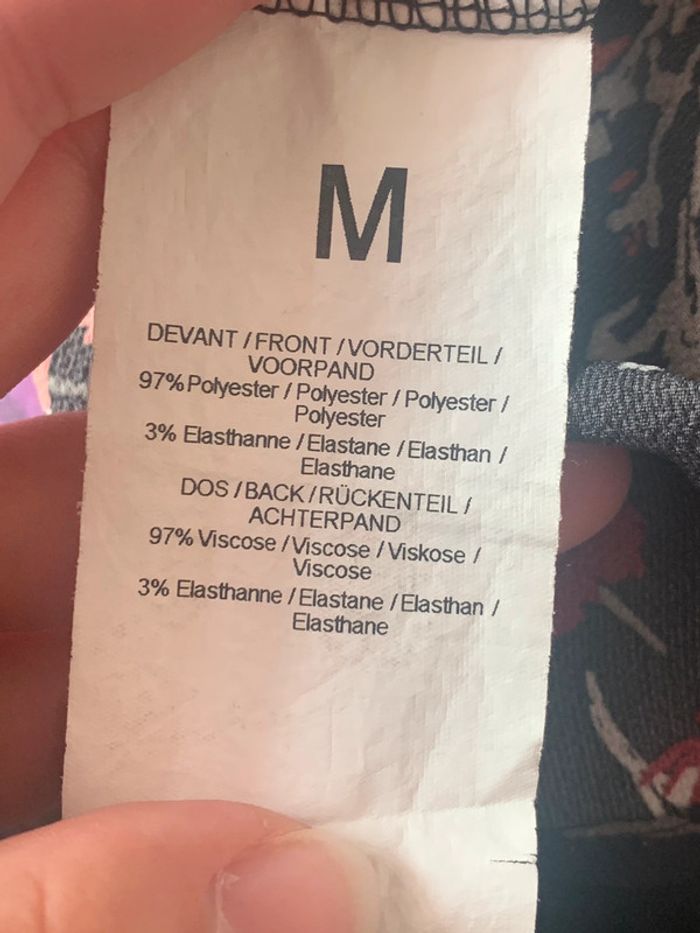 M
DEVANT / FRONT / VORDERTEIL /
VOORPAND
97% Polyester / Polyester / Polyester /
Polyester
3% Elasthanne / Elastane / Elasthan /
Elasthane
DOS / BACK / RÜCKENTEIL /
ACHTERPAND
97% Viscose / Viscose / Viskose /
Viscose
3% Elasthanne / Elastane / Elasthan /
Elasthane